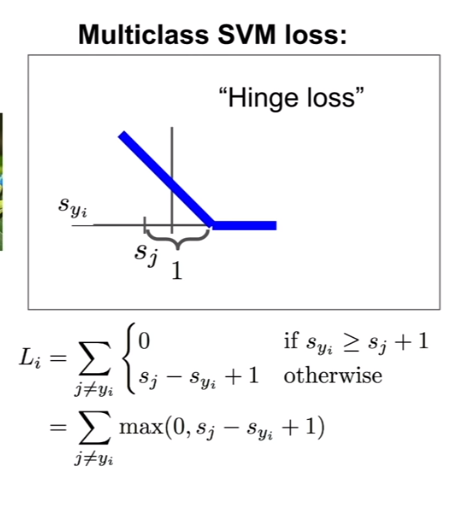 Multiclass SVM loss:
“Hinge loss”
s_{y_i}
s_j
1
L_i = \sum_{j \neq y_i} \begin{cases} 0 & \text{if } s_{y_i} \geq s_j + 1 \\ s_j - s_{y_i} + 1 & \text{otherwise} \end{cases}
= \sum_{j \neq y_i} \max(0, s_j - s_{y_i} + 1)